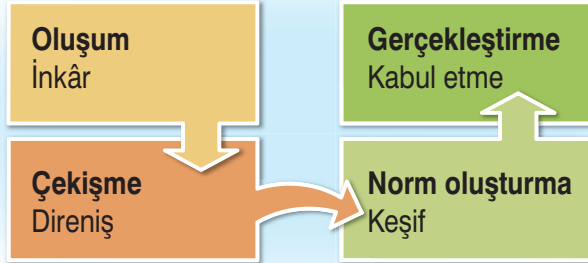 Oluşum
İnkâr
Çekişme
Direniş
Norm oluşturma
Keşif
Gerçekleştirme
Kabul etme